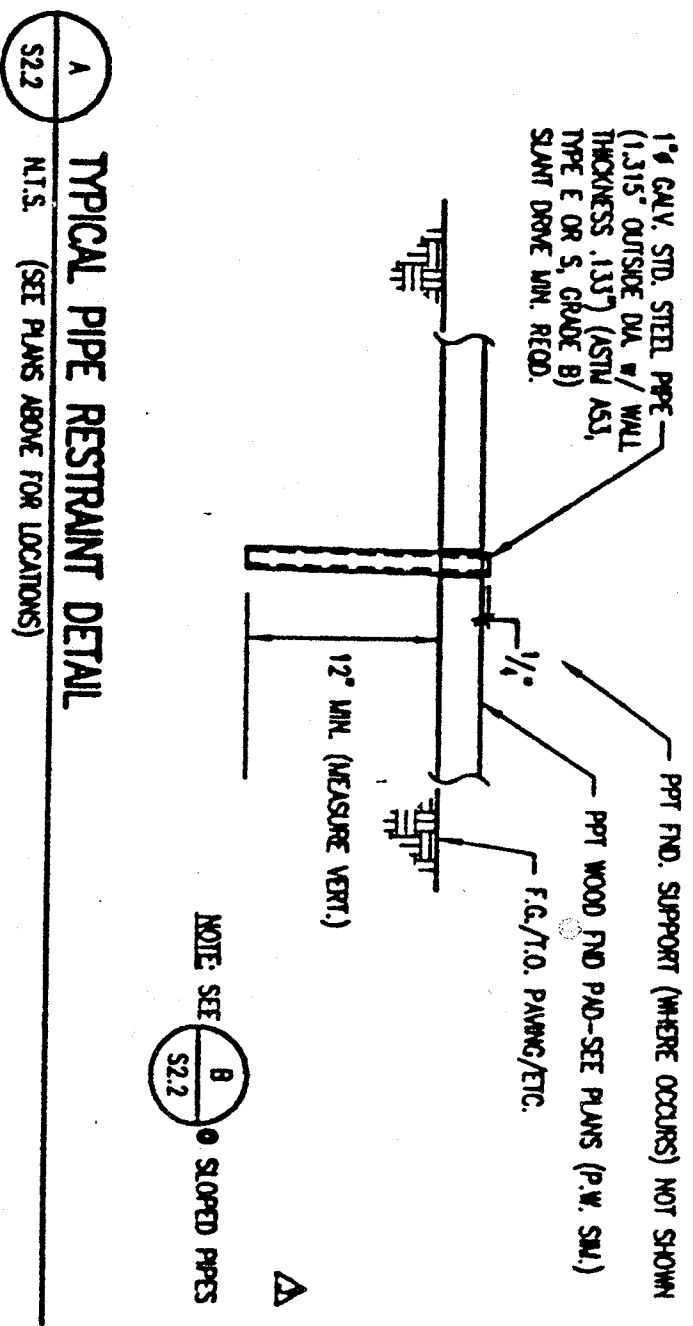 1"ø GALV. STD. STEEL PIPE
(1.315" OUTSIDE DIA. W/ WALL
THICKNESS .133") (ASTM A53,
TYPE E OR S, GRADE B)
SLANT DRIVE MIN. REQD.
PPT FND. SUPPORT (WHERE OCCURS) NOT SHOWN
PPT WOOD FND PAD-SEE PLANS (P.W. SIM.)
F.G./T.O. PAVING/ETC.
1/4"
12" MIN. (MEASURE VERT.)
NOTE: SEE
B
S2.2
@ SLOPED PIPES
1
A
S2.2
TYPICAL PIPE RESTRAINT DETAIL
N.T.S. (SEE PLANS ABOVE FOR LOCATIONS)